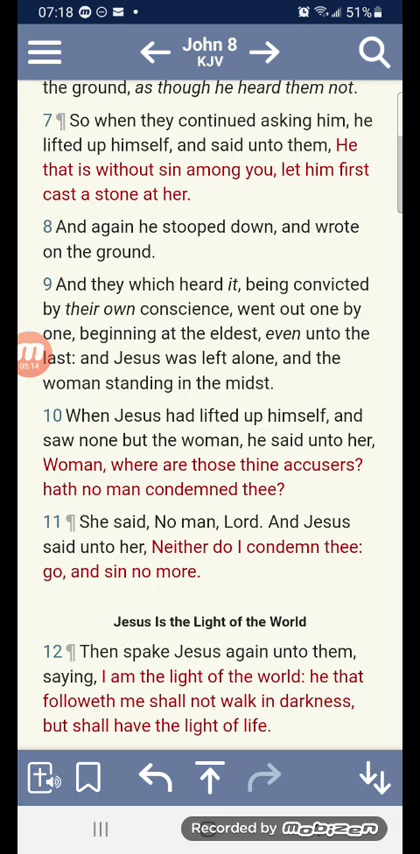 07:18 51%
John 8
KJV
the ground, as though he heard them not.
7 ¶ So when they continued asking him, he
lifted up himself, and said unto them, He
that is without sin among you, let him first
cast a stone at her.
8 And again he stooped down, and wrote
on the ground.
9 And they which heard it, being convicted
by their own conscience, went out one by
one, beginning at the eldest, even unto the
last: and Jesus was left alone, and the
woman standing in the midst.
05:14
10 When Jesus had lifted up himself, and
saw none but the woman, he said unto her,
Woman, where are those thine accusers?
hath no man condemned thee?
11 ¶ She said, No man, Lord. And Jesus
said unto her, Neither do I condemn thee:
go, and sin no more.
Jesus Is the Light of the World
12 ¶ Then spake Jesus again unto them,
saying, I am the light of the world: he that
followeth me shall not walk in darkness,
but shall have the light of life.
Recorded by mobizen